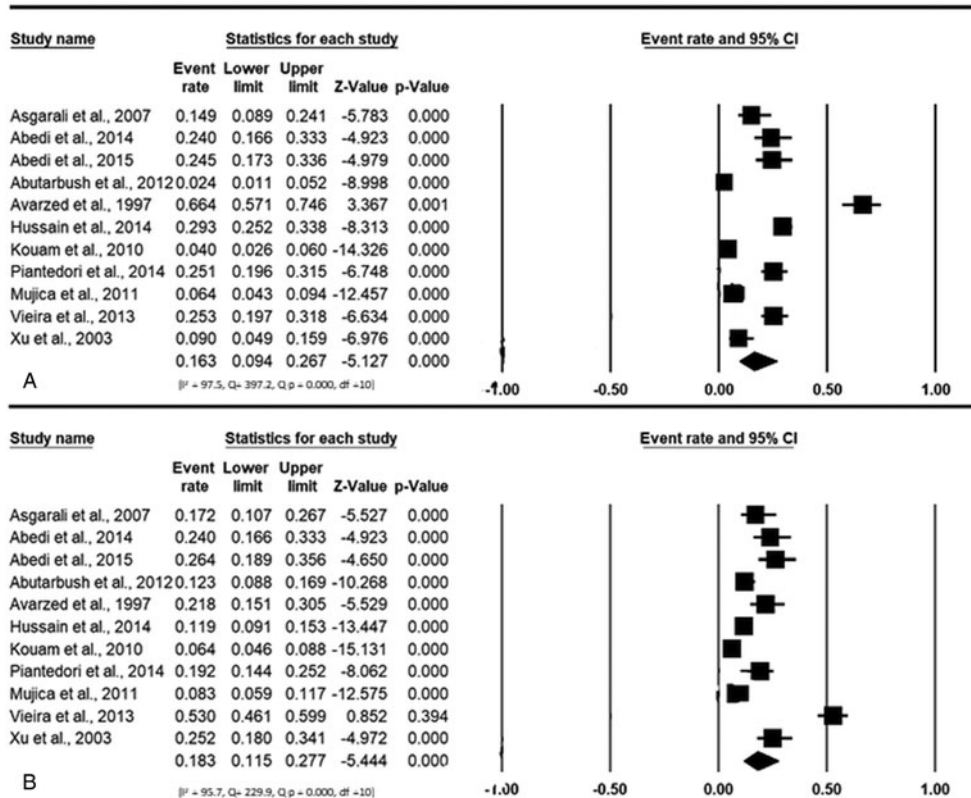 Study name Statistics for each study Event rate and 95% CI
Event Lower Upper
rate limit limit Z-Value p-Value
Asgarali et al., 2007 0.149 0.089 0.241 -5.783 0.000
Abedi et al., 2014 0.240 0.166 0.333 -4.923 0.000
Abedi et al., 2015 0.245 0.173 0.336 -4.979 0.000
Abutarbush et al., 2012 0.024 0.011 0.052 -8.998 0.000
Avarzed et al., 1997 0.664 0.571 0.746 3.367 0.001
Hussain et al., 2014 0.293 0.252 0.338 -8.313 0.000
Kouam et al., 2010 0.040 0.026 0.060 -14.326 0.000
Piantedori et al., 2014 0.251 0.196 0.315 -6.748 0.000
Mujica et al., 2011 0.064 0.043 0.094 -12.457 0.000
Vieira et al., 2013 0.253 0.197 0.318 -6.634 0.000
Xu et al., 2003 0.090 0.049 0.159 -6.976 0.000
0.163 0.094 0.267 -5.127 0.000
A [I² = 97.5, Q= 397.2, Q p = 0.000, df =10] -1.00 -0.50 0.00 0.50 1.00
Study name Statistics for each study Event rate and 95% CI
Event Lower Upper
rate limit limit Z-Value p-Value
Asgarali et al., 2007 0.172 0.107 0.267 -5.527 0.000
Abedi et al., 2014 0.240 0.166 0.333 -4.923 0.000
Abedi et al., 2015 0.264 0.189 0.356 -4.650 0.000
Abutarbush et al., 2012 0.123 0.088 0.169 -10.268 0.000
Avarzed et al., 1997 0.218 0.151 0.305 -5.529 0.000
Hussain et al., 2014 0.119 0.091 0.153 -13.447 0.000
Kouam et al., 2010 0.064 0.046 0.088 -15.131 0.000
Piantedori et al., 2014 0.192 0.144 0.252 -8.062 0.000
Mujica et al., 2011 0.083 0.059 0.117 -12.575 0.000
Vieira et al., 2013 0.530 0.461 0.599 0.852 0.394
Xu et al., 2003 0.252 0.180 0.341 -4.972 0.000
0.183 0.115 0.277 -5.444 0.000
B [I² = 95.7, Q= 229.9, Q p = 0.000, df =10] -1.00 -0.50 0.00 0.50 1.00